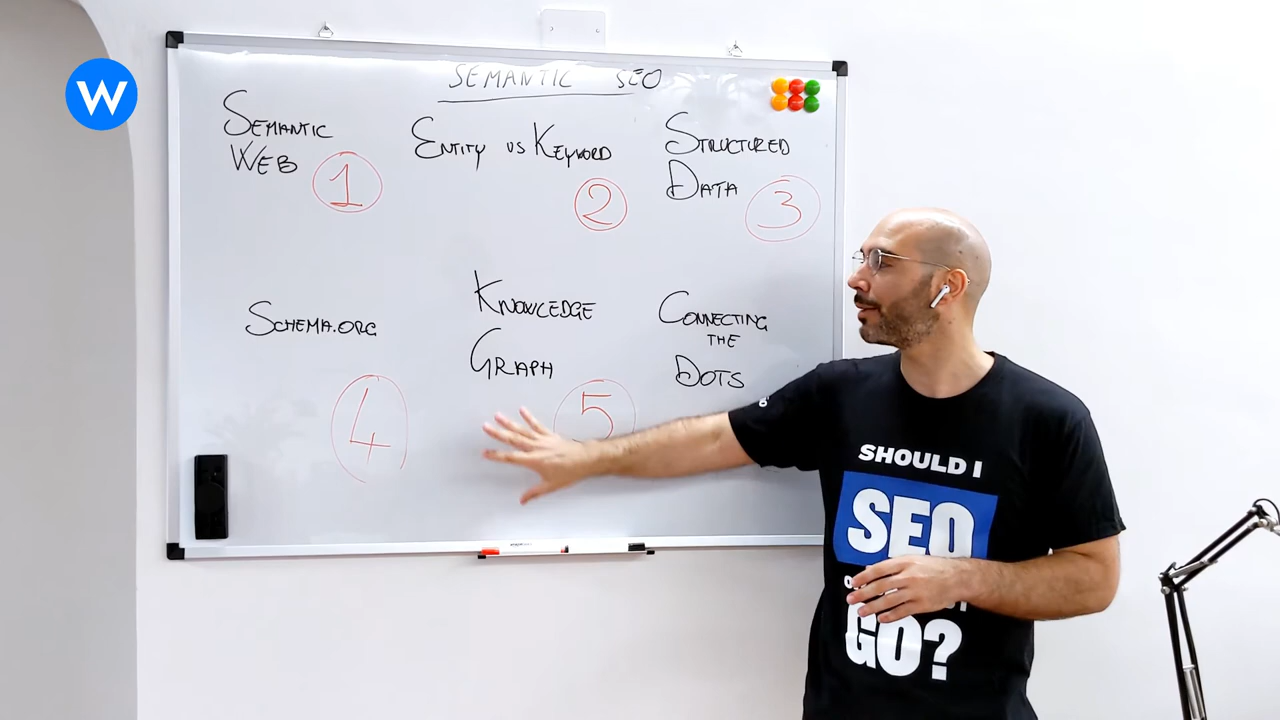 W
SEMANTIC SEO
SEMANTIC
WEB
1
ENTITY vs KEYWORD
2
STRUCTURED
DATA
3
SCHEMA.ORG
4
KNOWLEDGE
GRAPH
5
CONNECTING
THE
DOTS
SHOULD I
SEO
GO?